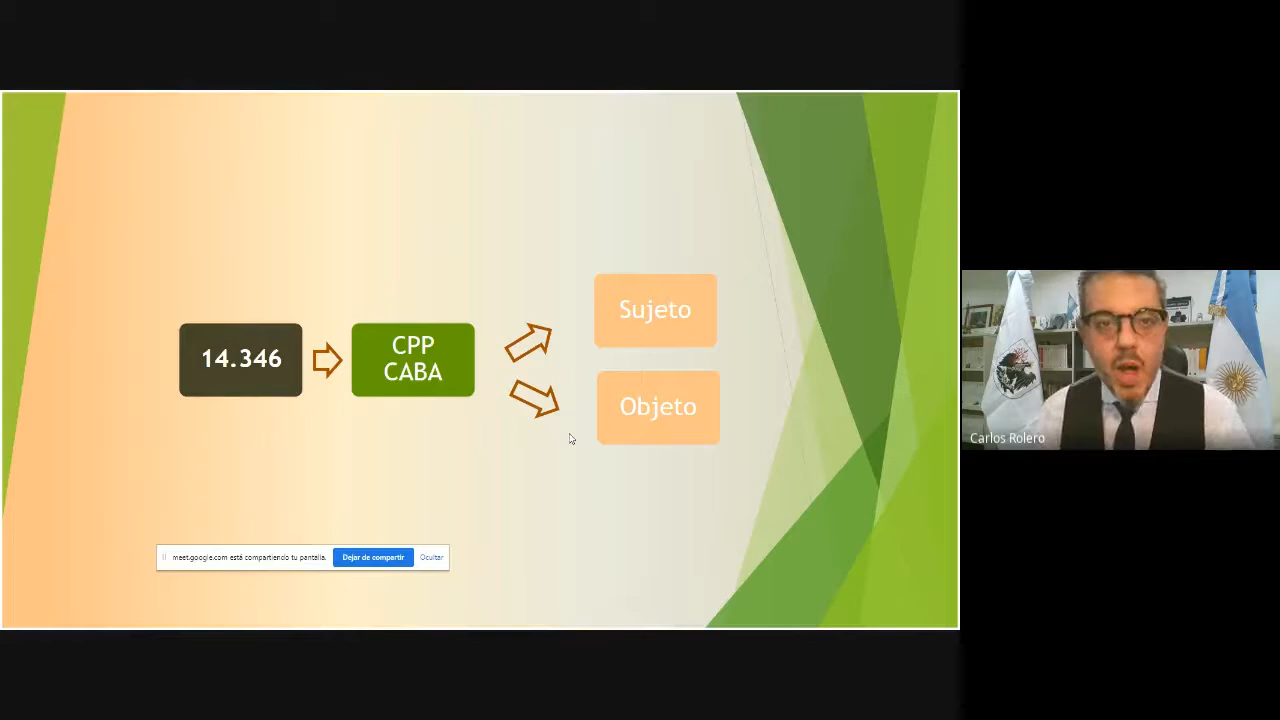 14.346
CPP
CABA
Sujeto
Objeto
meet.google.com está compartiendo tu pantalla.
Dejar de compartir
Ocultar
Carlos Rolero